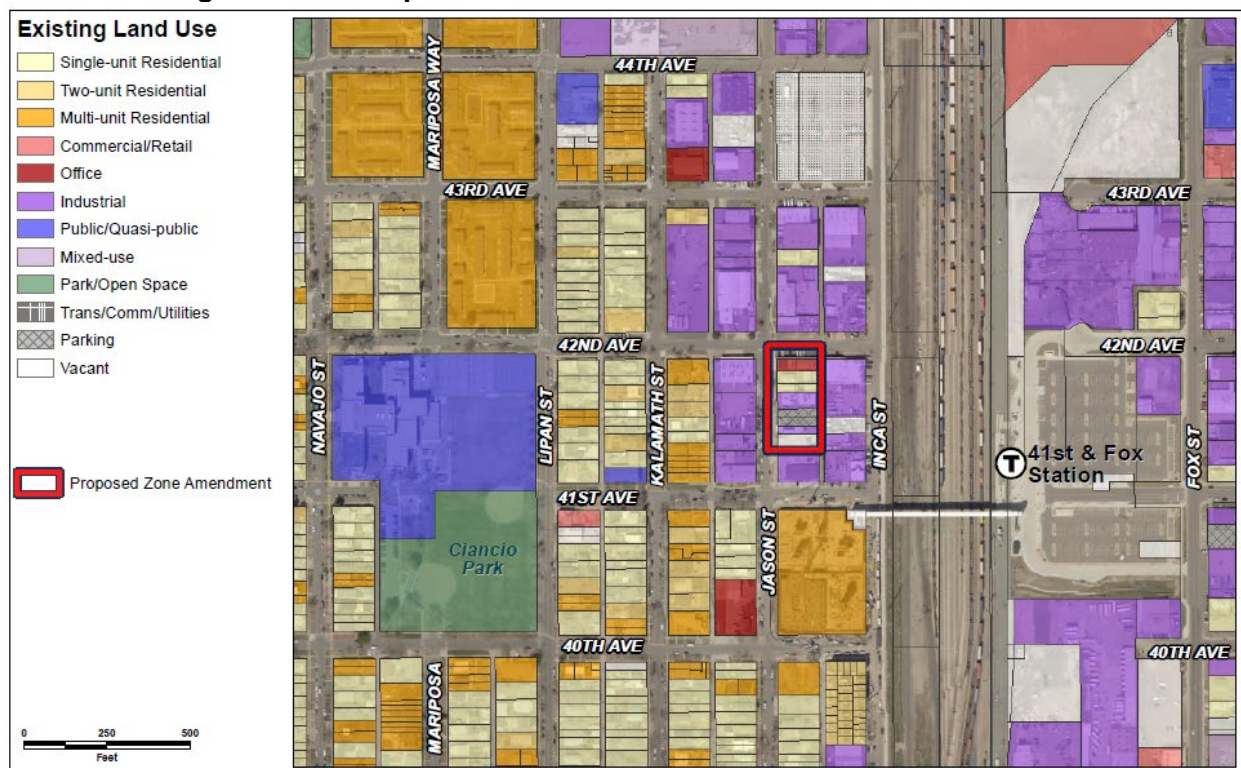 Existing Land Use
Single-unit Residential
Two-unit Residential
Multi-unit Residential
Commercial/Retail
Office
Industrial
Public/Quasi-public
Mixed-use
Park/Open Space
Trans/Comm/Utilities
Parking
Vacant
Proposed Zone Amendment
0 250 500
Feet
MARIPOSA WAY
44TH AVE
43RD AVE
43RD AVE
42ND AVE
42ND AVE
NAVAJO ST
LIPAN ST
KALAMATH ST
INCA ST
FOX ST
T
41st & Fox
Station
41ST AVE
JASON ST
Ciancio
Park
40TH AVE
40TH AVE
MARIPOSA